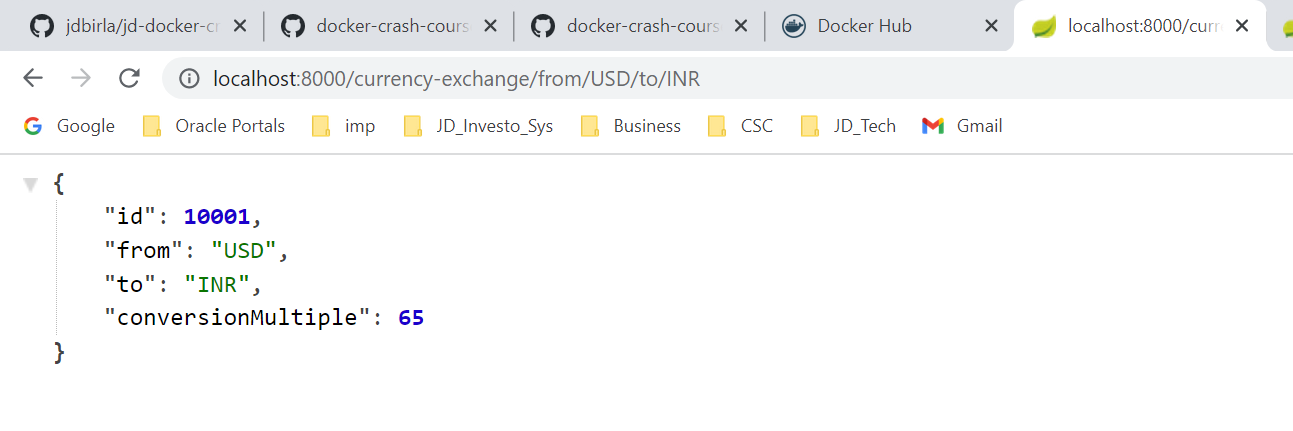 jdbirla/jd-docker-cr docker-crash-cours docker-crash-cours Docker Hub localhost:8000/curr
localhost:8000/currency-exchange/from/USD/to/INR
Google Oracle Portals imp JD_Investo_Sys Business CSC JD_Tech Gmail
{
"id": 10001,
"from": "USD",
"to": "INR",
"conversionMultiple": 65
}